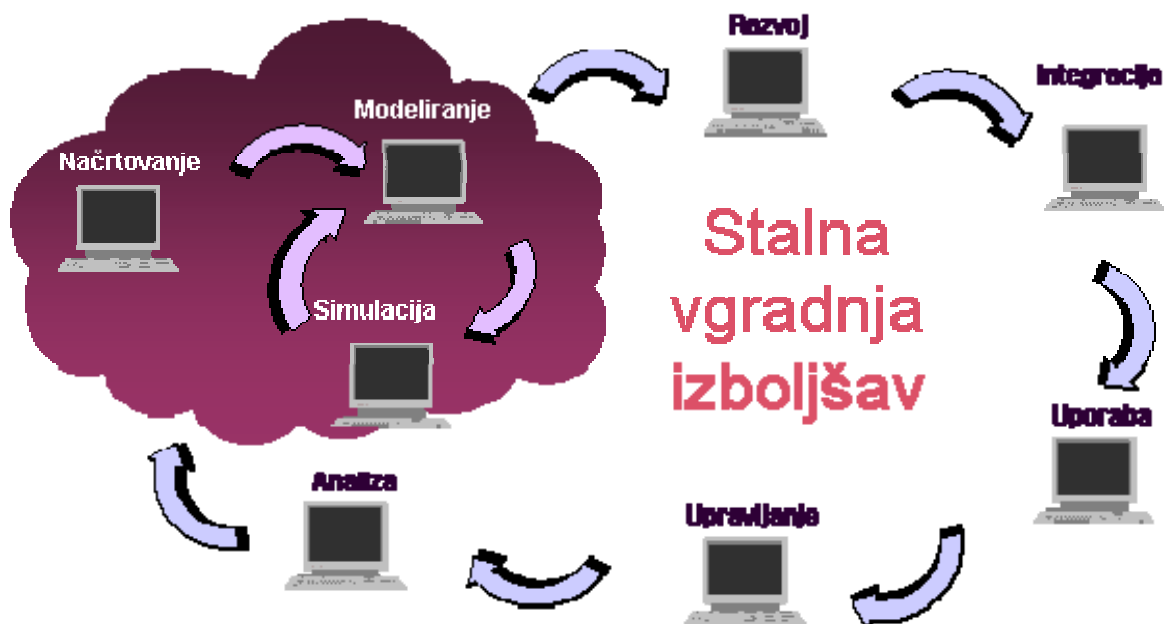 Razvoj
Integracija
Modeliranje
Načrtovanje
Simulacija
Stalna
vgradnja
izboljšav
Uporaba
Analiza
Upravljanje